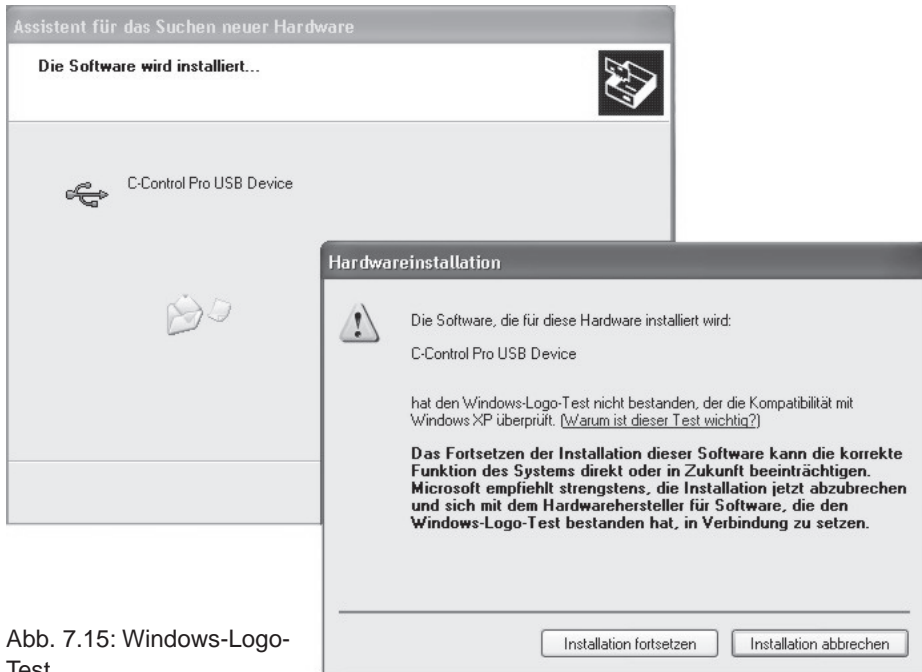 Assistent für das Suchen neuer Hardware
Die Software wird installiert...
C-Control Pro USB Device
Hardwareinstallation
Die Software, die für diese Hardware installiert wird:
C-Control Pro USB Device
hat den Windows-Logo-Test nicht bestanden, der die Kompatibilität mit
Windows XP überprüft. (Warum ist dieser Test wichtig?)
Das Fortsetzen der Installation dieser Software kann die korrekte
Funktion des Systems direkt oder in Zukunft beeinträchtigen.
Microsoft empfiehlt strengstens, die Installation jetzt abzubrechen
und sich mit dem Hardwarehersteller für Software, die den
Windows-Logo-Test bestanden hat, in Verbindung zu setzen.
Installation fortsetzen Installation abbrechen
Abb. 7.15: Windows-Logo-
Test